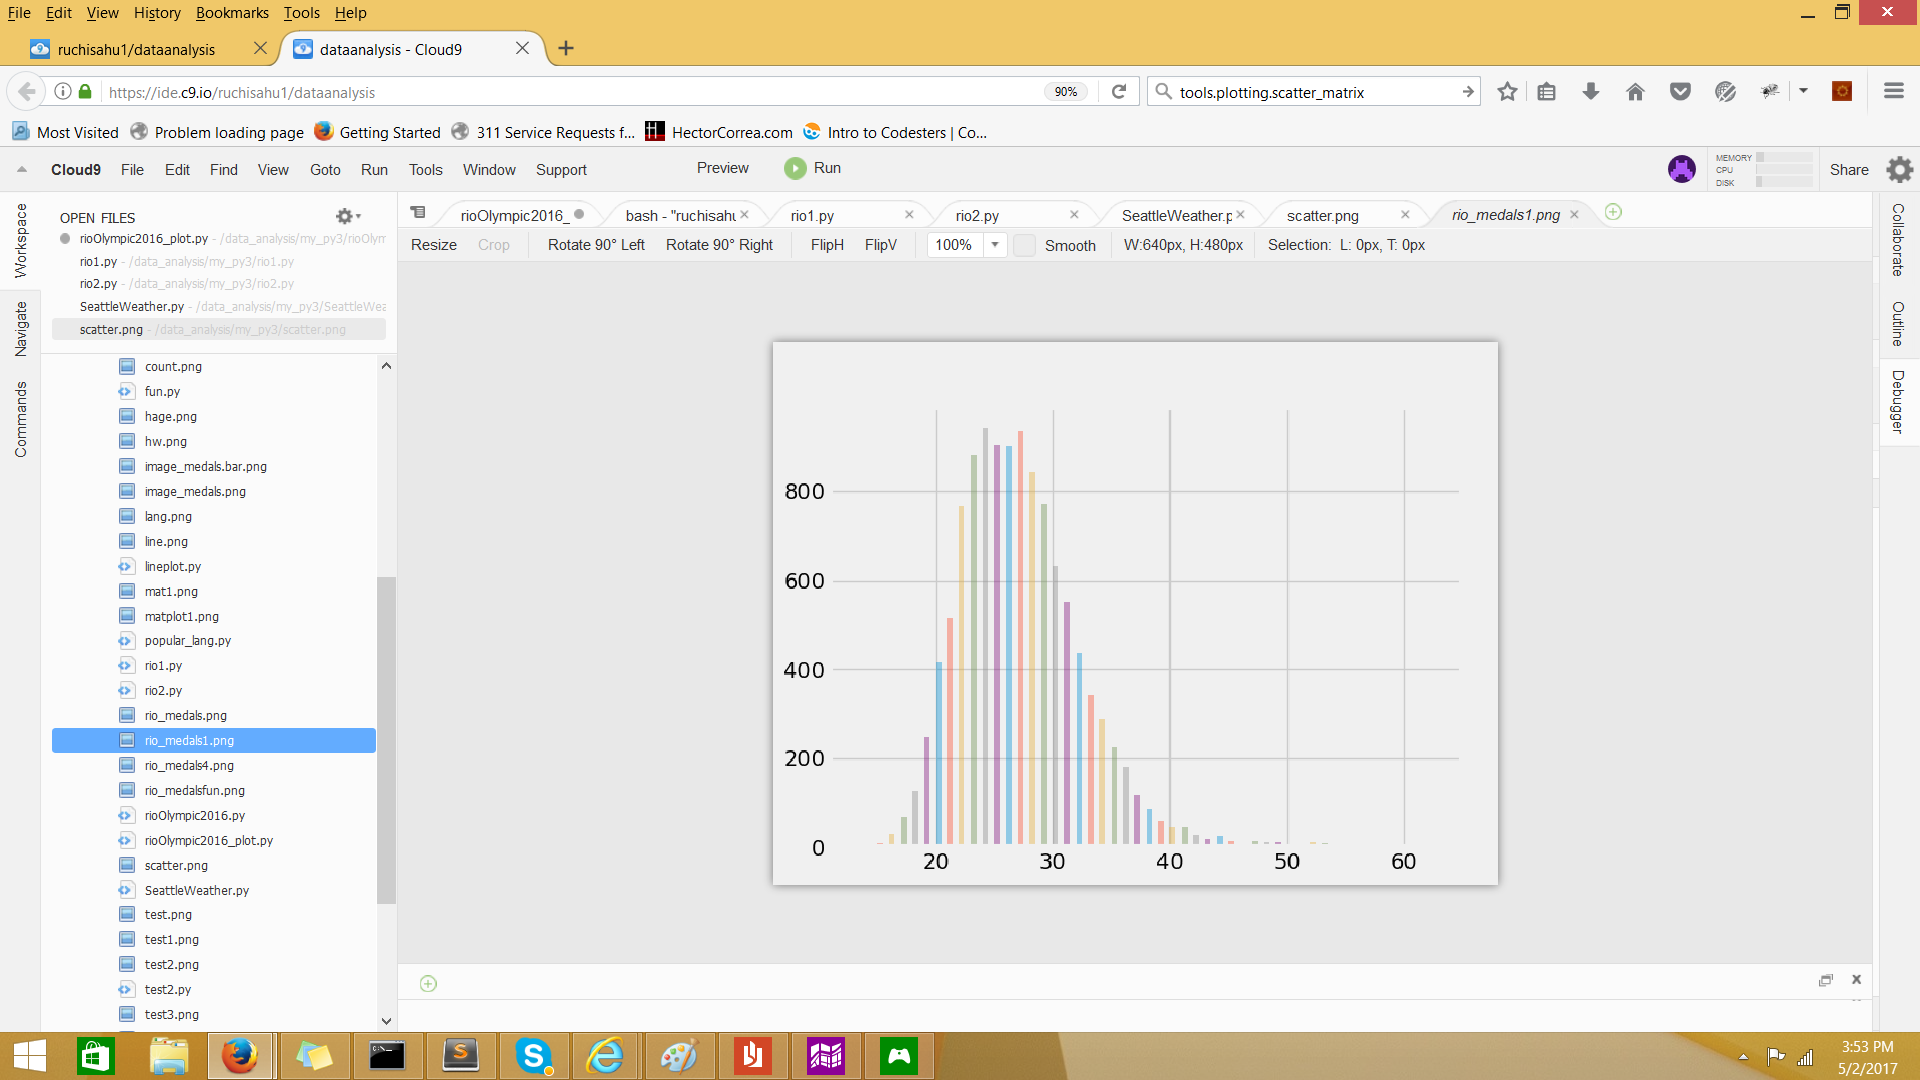 File Edit View History Bookmarks Tools Help
ruchisahu1/dataanalysis
dataanalysis - Cloud9
https://ide.c9.io/ruchisahu1/dataanalysis
90%
tools.plotting.scatter_matrix
Most Visited Problem loading page Getting Started 311 Service Requests f... HectorCorrea.com Intro to Codesters | Co...
Cloud9 File Edit Find View Goto Run Tools Window Support Preview Run
MEMORY
CPU
DISK
Share
Workspace
Navigate
Commands
OPEN FILES
rioOlympic2016_plot.py - /data_analysis/my_py3/rioOlym
rio1.py - /data_analysis/my_py3/rio1.py
rio2.py - /data_analysis/my_py3/rio2.py
SeattleWeather.py - /data_analysis/my_py3/SeattleWea
scatter.png - /data_analysis/my_py3/scatter.png
count.png
fun.py
hage.png
hw.png
image_medals.bar.png
image_medals.png
lang.png
line.png
lineplot.py
mat1.png
matplot1.png
popular_lang.py
rio1.py
rio2.py
rio_medals.png
rio_medals1.png
rio_medals4.png
rio_medalsfun.png
rioOlympic2016.py
rioOlympic2016_plot.py
scatter.png
SeattleWeather.py
test.png
test1.png
test2.png
test2.py
test3.png
rioOlympic2016_ bash - "ruchisahu rio1.py rio2.py SeattleWeather.p scatter.png rio_medals1.png
Resize Crop Rotate 90° Left Rotate 90° Right FlipH FlipV 100% Smooth W:640px, H:480px Selection: L: 0px, T: 0px
800
600
400
200
0
20 30 40 50 60
Collaborate
Outline
Debugger
3:53 PM
5/2/2017